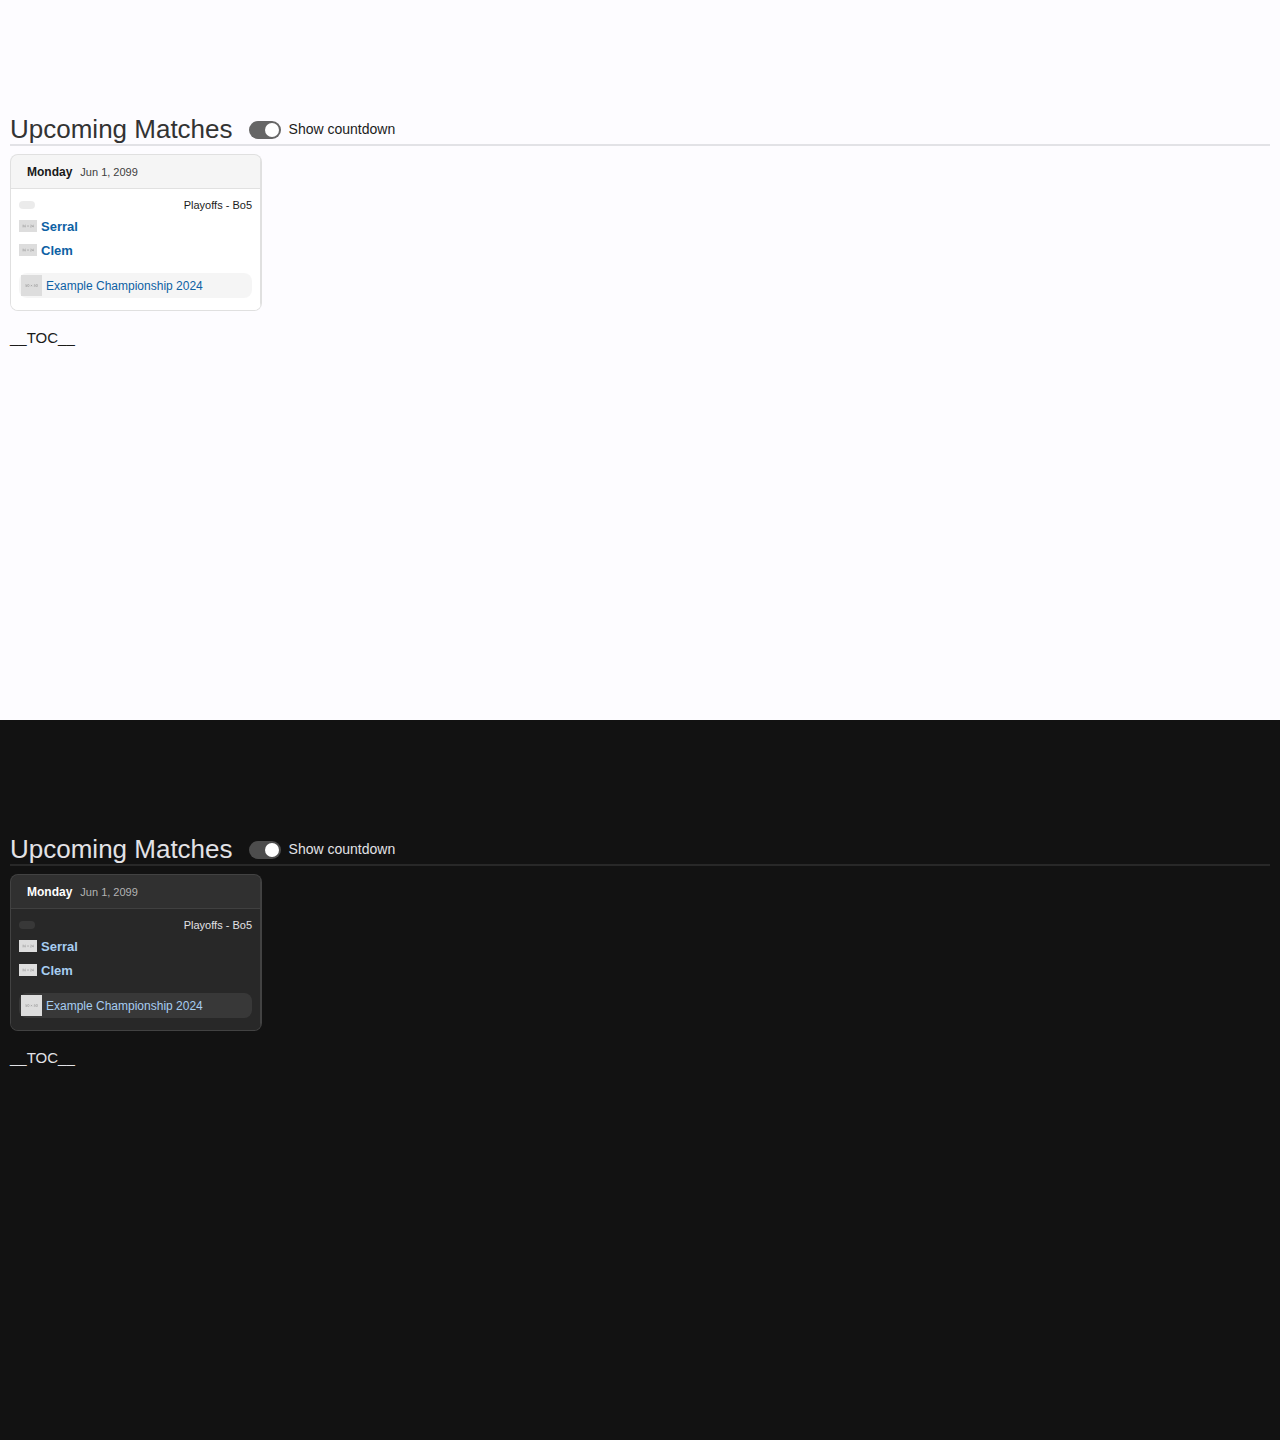 Upcoming Matches Show countdown
Monday Jun 1, 2099
Playoffs - Bo5
Serral
Clem
Example Championship 2024
__TOC__
Upcoming Matches Show countdown
Monday Jun 1, 2099
Playoffs - Bo5
Serral
Clem
Example Championship 2024
__TOC__